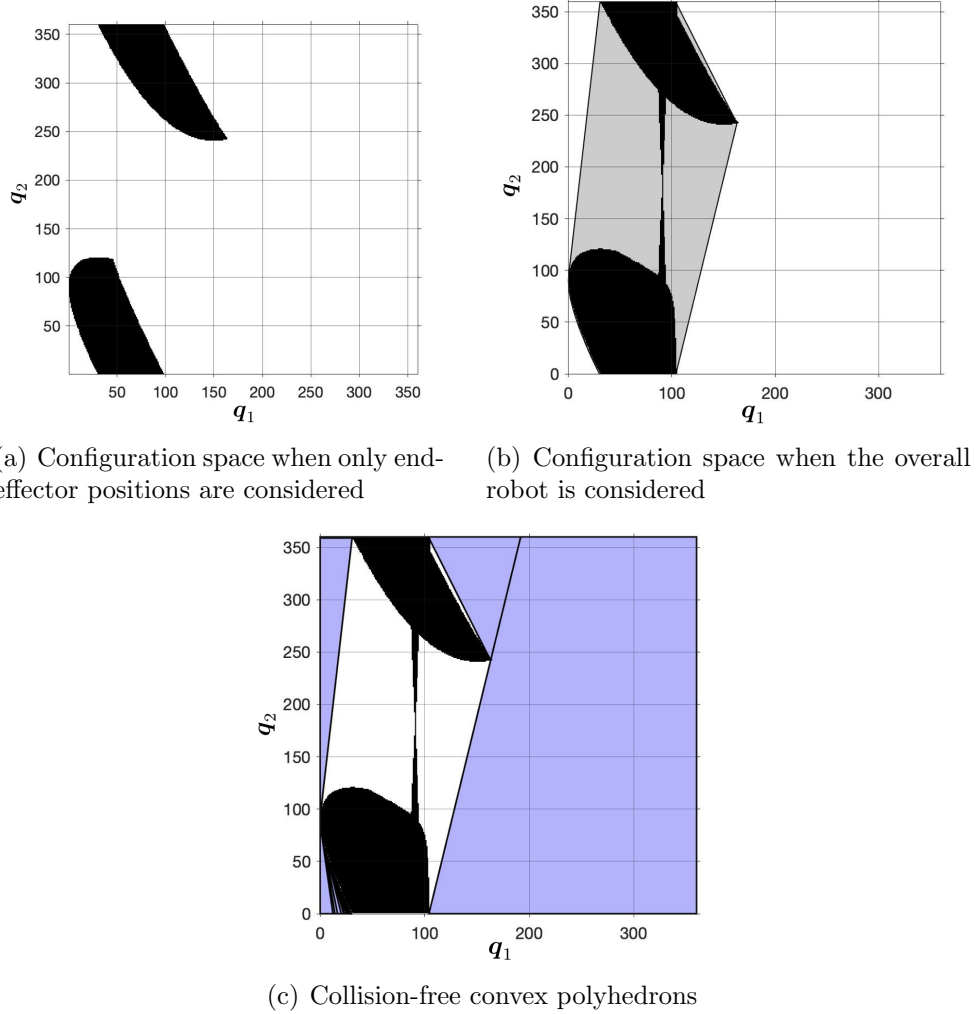 350
300
250
200
150
100
50
q₂
50 100 150 200 250 300 350
q₁
350
300
250
200
150
100
50
0
q₂
0 100 200 300
q₁
a) Configuration space when only end-
effector positions are considered
(b) Configuration space when the overall
robot is considered
350
300
250
200
150
100
50
0
q₂
0 100 200 300
q₁
(c) Collision-free convex polyhedrons